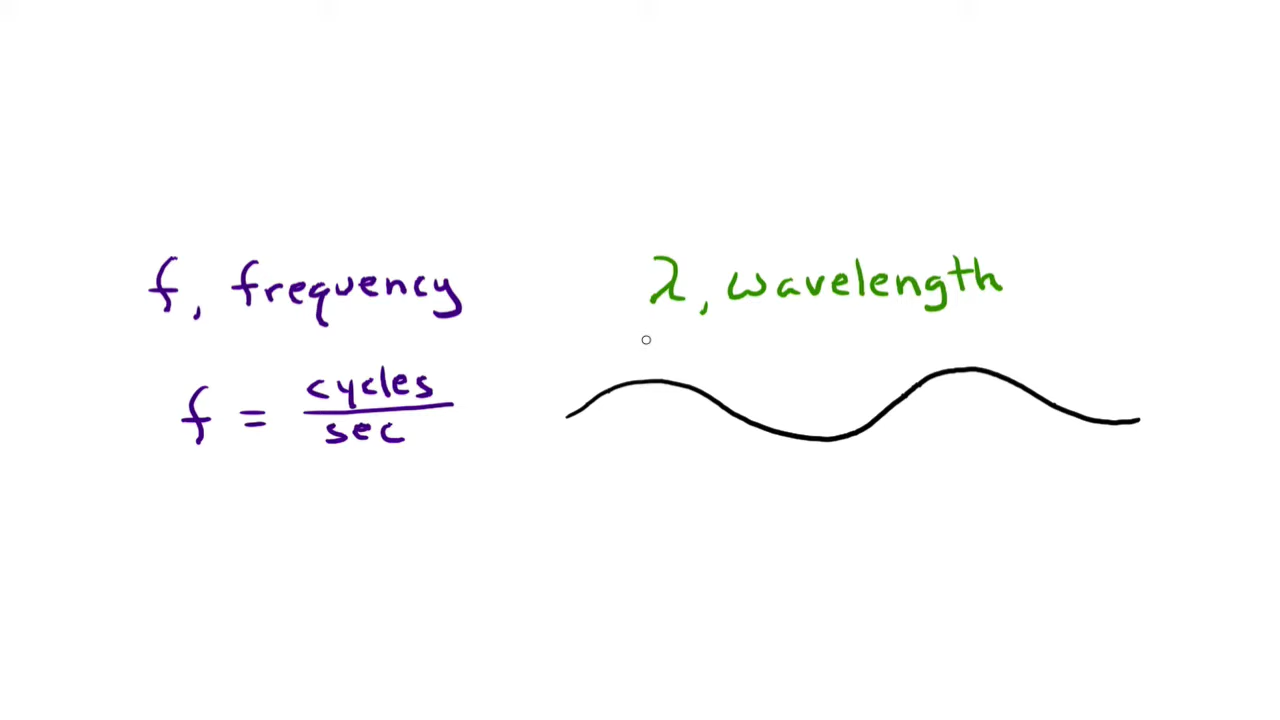 f, frequency
λ, wavelength
f = cycles/sec